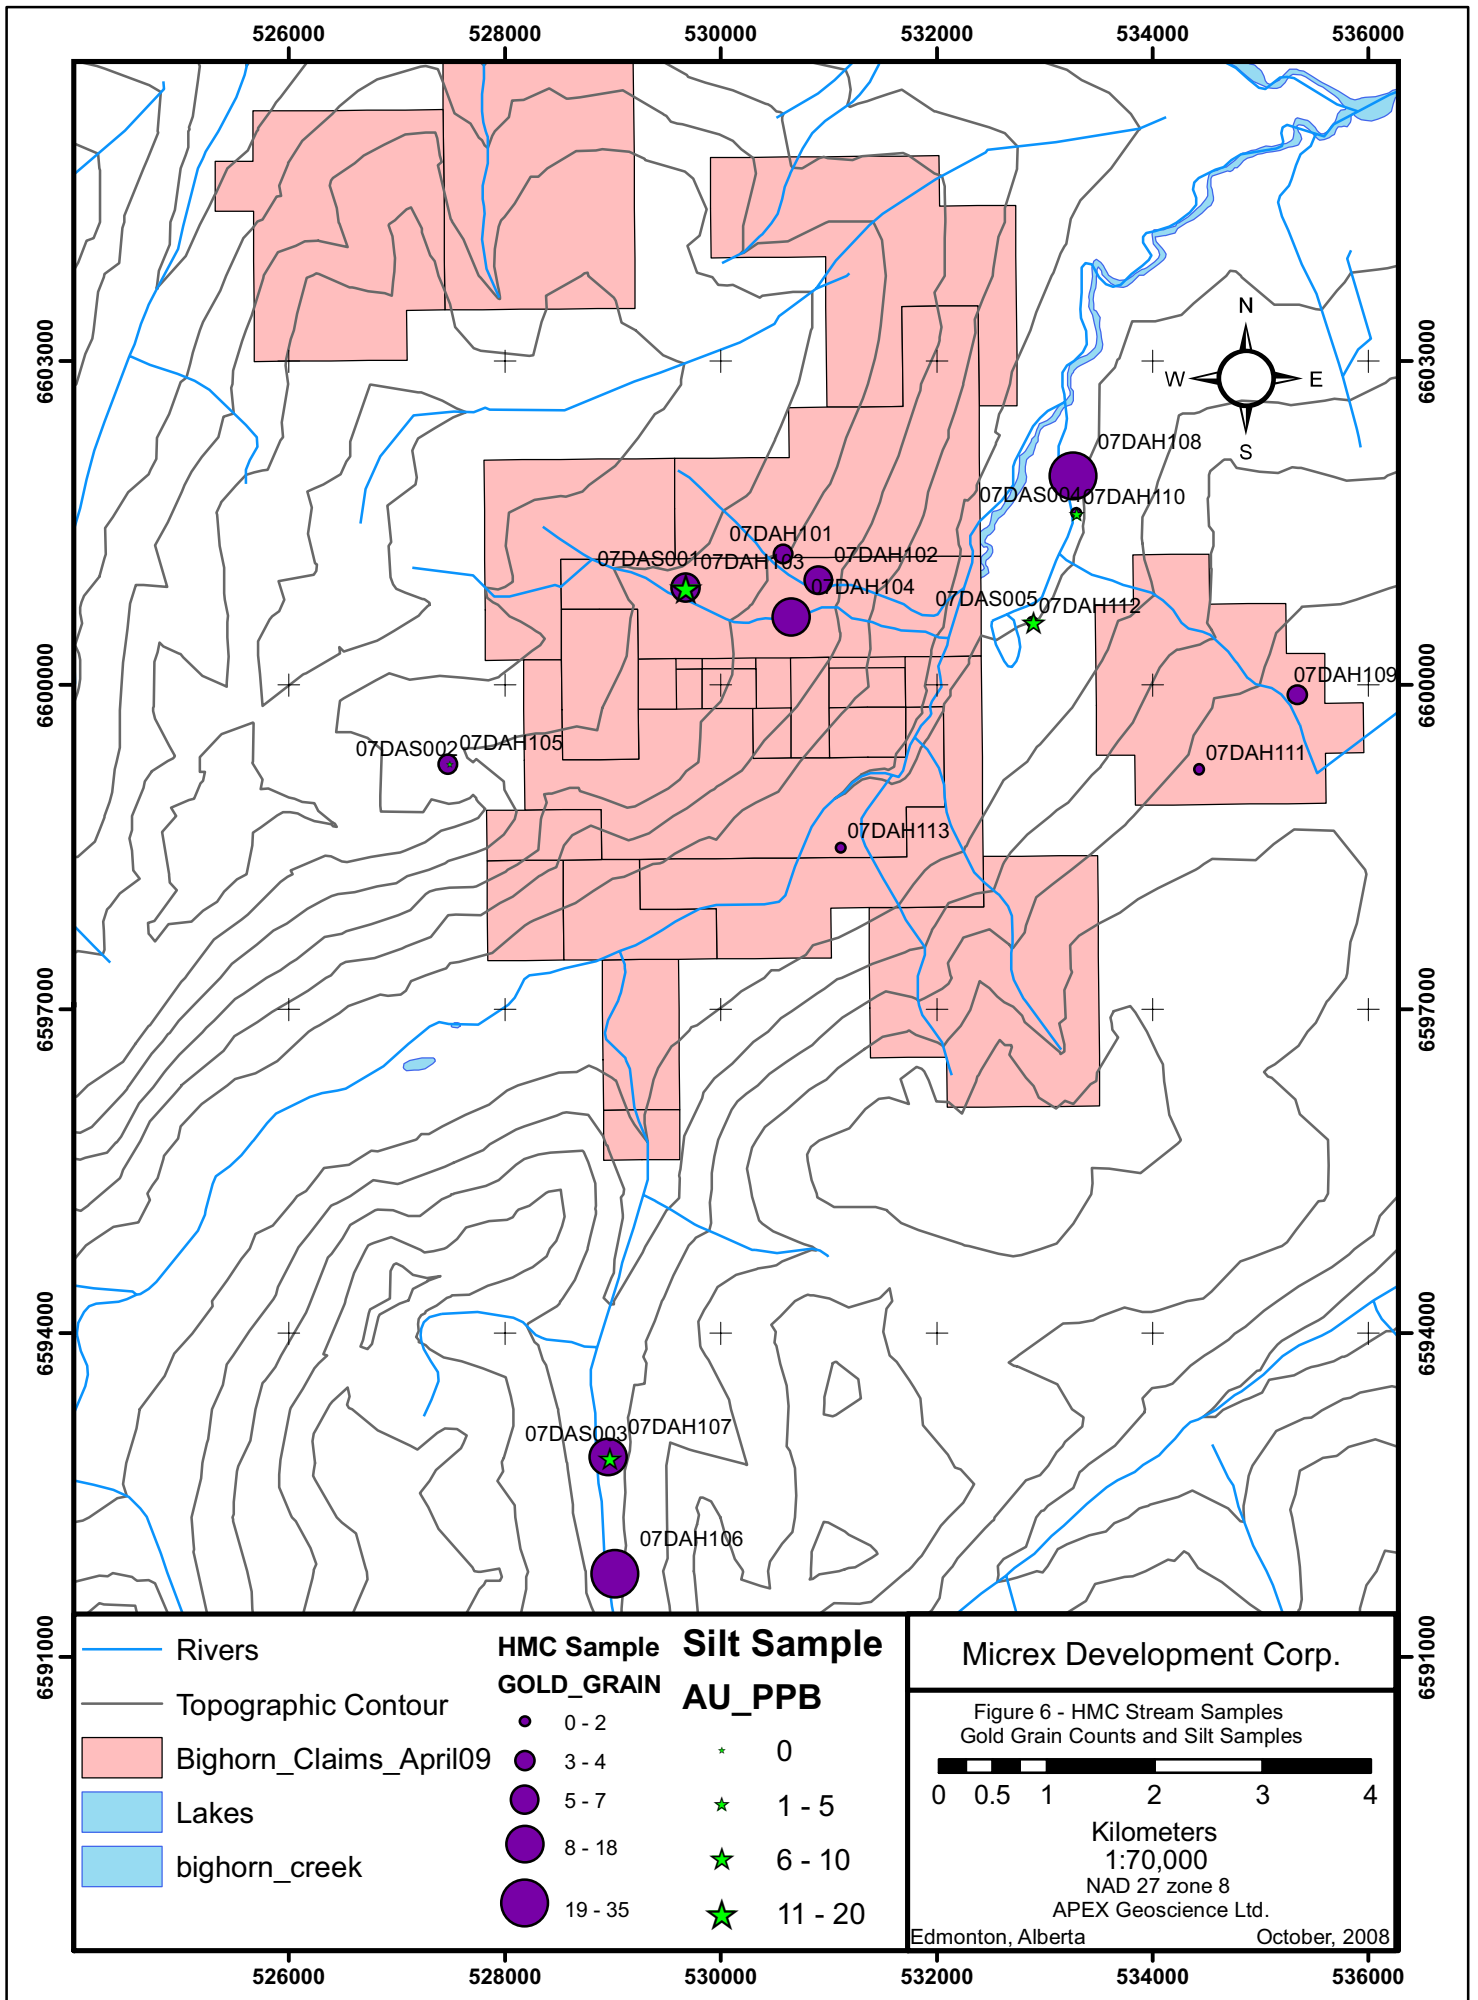 526000 528000 530000 532000 534000 536000
6603000
6603000
N
W E
S
07DAH108
07DAS004 07DAH110
07DAH101
07DAS001 07DAH103 07DAH102
07DAH104
07DAS005 07DAH112
6600000
6600000
07DAH109
07DAS002 07DAH105
07DAH111
07DAH113
6597000
6597000
6594000
6594000
07DAS003 07DAH107
07DAH106
6591000
6591000
Rivers
Topographic Contour
Bighorn_Claims_April09
Lakes
bighorn_creek
HMC Sample
GOLD_GRAIN
0 - 2
3 - 4
5 - 7
8 - 18
19 - 35
Silt Sample
AU_PPB
0
1 - 5
6 - 10
11 - 20
Micrex Development Corp.
Figure 6 - HMC Stream Samples
Gold Grain Counts and Silt Samples
0 0.5 1 2 3 4
Kilometers
1:70,000
NAD 27 zone 8
APEX Geoscience Ltd.
Edmonton, Alberta October, 2008
526000 528000 530000 532000 534000 536000